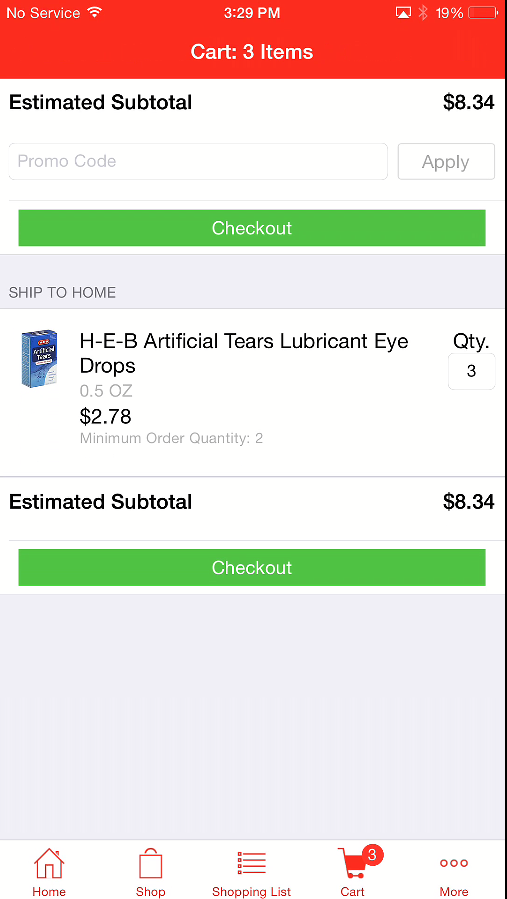 No Service 3:29 PM 19%
Cart: 3 Items
Estimated Subtotal $8.34
Promo Code Apply
Checkout
SHIP TO HOME
H-E-B Artificial Tears Lubricant Eye Qty.
Drops 3
0.5 OZ
$2.78
Minimum Order Quantity: 2
Artificial
Tears
Estimated Subtotal $8.34
Checkout
3
Home Shop Shopping List Cart More